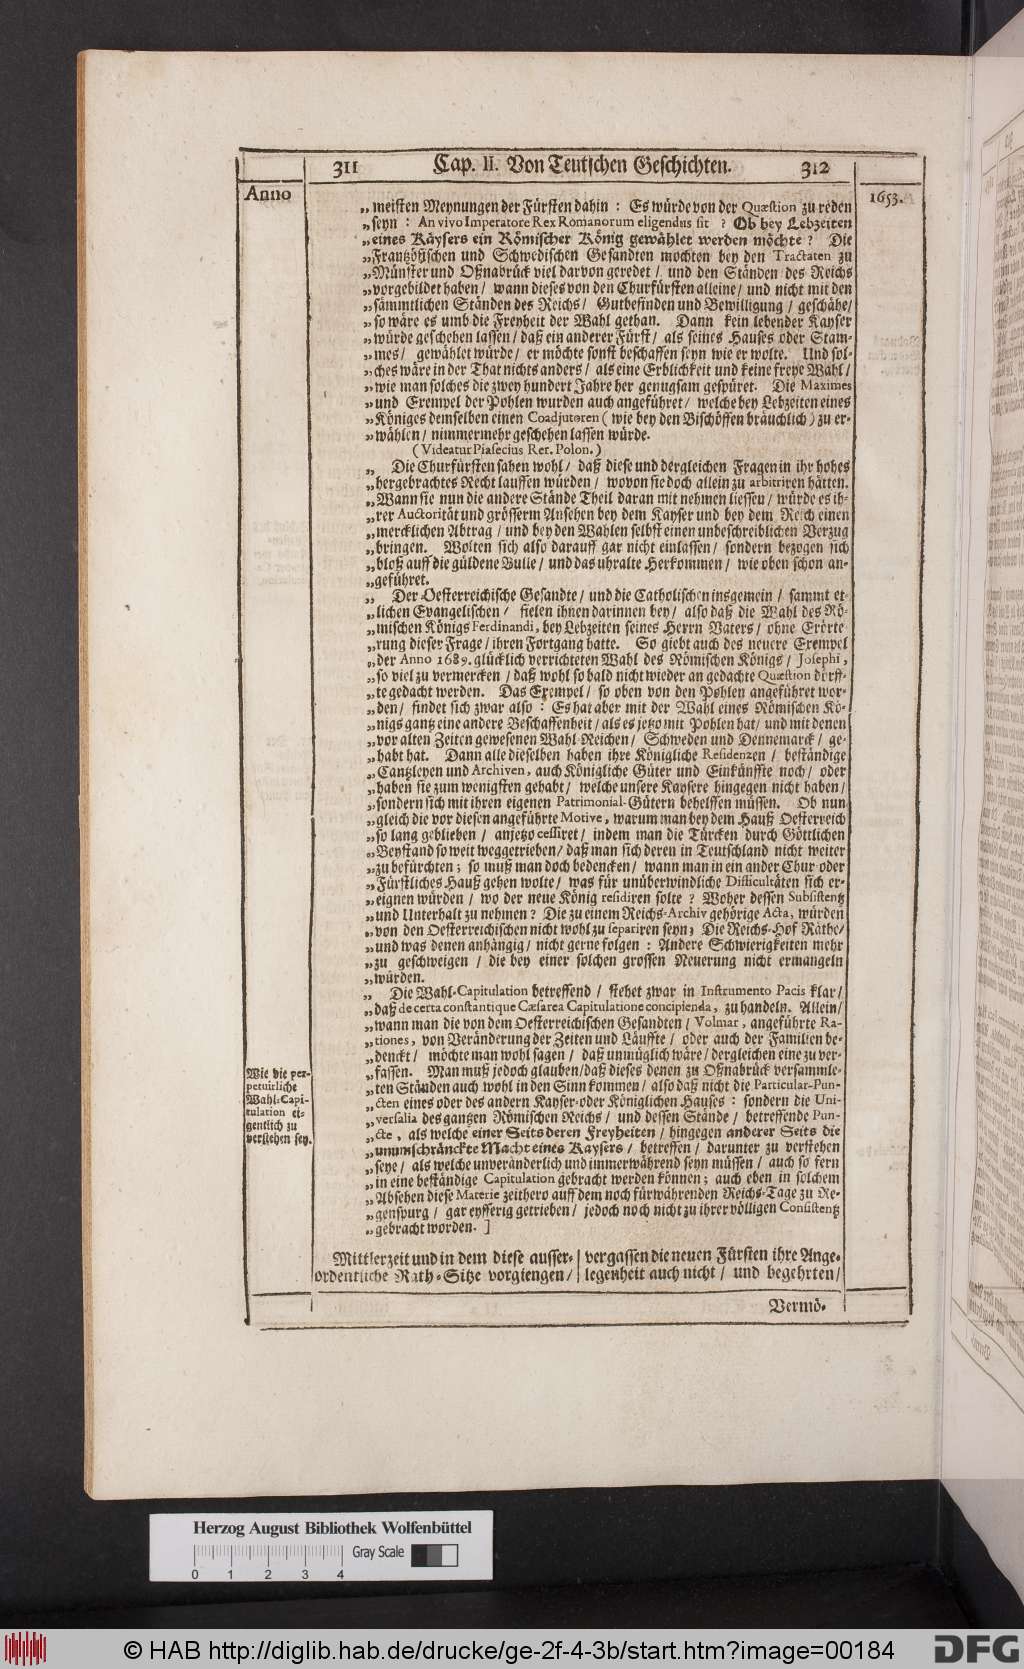 311 Cap. II. Von Teutschen Geschichten. 312
Anno
1653.
„meisten Meynungen der Fürsten dahin : Es würde von der Quæstion zu reden
„seyn : An vivo Imperatore Rex Romanorum eligendus sit ? Ob bey Lebzeiten
„eines Käysers ein Römischer König gewählet werden möchte ? Die
„Frantzösischen und Schwedischen Gesandten mochten bey den Tractaten zu
„Münster und Oßnabrück viel darvon geredet / und den Ständen des Reichs
„vorgebildet haben / wann dieses von den Churfürsten alleine / und nicht mit den
„sämmtlichen Ständen des Reichs / Gutbefinden und Bewilligung / geschähe /
„so wäre es umb die Freyheit der Wahl gethan. Dann kein lebender Kayser
„würde geschehen lassen / daß ein anderer Fürst / als seines Hauses oder Stam-
„mes / gewählet würde / er möchte sonst beschaffen seyn wie er wolte. Und sol-
„ches wäre in der That nichts anders / als eine Erblichkeit und keine freye Wahl /
„wie man solches die zwey hundert Jahre her genugsam gespüret. Die Maximes
„und Exempel der Pohlen wurden auch angeführet / welche bey Lebzeiten eines
„Königes demselben einen Coadjutoren ( wie bey den Bischöffen bräuchlich ) zu er-
„wählen / nimmermehr geschehen lassen würde.
( Videatur Piasecius Rer. Polon. )
„ Die Churfürsten sahen wohl / daß diese und dergleichen Fragen in ihr hohes
„hergebrachtes Recht lauffen würden / wovon sie doch allein zu arbitriren hätten.
„Wann sie nun die andere Stände Theil daran mit nehmen liessen / würde es ih-
„rer Auctorität und grösserm Ansehen bey dem Kayser und bey dem Reich einen
„mercklichen Abtrag / und bey den Wahlen selbst einen unbeschreiblichen Verzug
„bringen. Wolten sich also darauff gar nicht einlassen / sondern bezogen sich
„bloß auff die güldene Bulle / und das uhralte Herkommen / wie oben schon an-
„geführet.
„ Der Oesterreichische Gesandte / und die Catholischen insgemein / sammt et-
„lichen Evangelischen / fielen ihnen darinnen bey / also daß die Wahl des Rö-
„mischen Königs Ferdinandi, bey Lebzeiten seines Herrn Vaters / ohne Erörte
„rung dieser Frage / ihren Fortgang hatte. So giebt auch des neuere Exempel
„der Anno 1689. glücklich verrichteten Wahl des Römischen Königs / Josephi,
„so viel zu vermercken / daß wohl so bald nicht wieder an gedachte Quæstion dörff-
„te gedacht werden. Das Exempel / so oben von den Pohlen angeführet wor-
„den / findet sich zwar also : Es hat aber mit der Wahl eines Römischen Kö-
„nigs gantz eine andere Beschaffenheit / als es jetzo mit Pohlen hat / und mit denen
„vor alten Zeiten gewesenen Wahl-Reichen / Schweden und Dennemarck / ge-
„habt hat. Dann alle dieselben haben ihre Königliche Residenzen / beständige
„Cantzleyen und Archiven, auch Königliche Güter und Einkünffte noch / oder
„haben sie zum wenigsten gehabt / welche unsere Kaysere hingegen nicht haben /
„sondern sich mit ihren eigenen Patrimonial-Gütern behelffen müssen. Ob nun
„gleich die vor diesen angeführte Motive, warum man bey dem Hauß Oesterreich
„so lang geblieben / anjetzo cessiret / indem man die Türcken durch Göttlichen
„Beystand so weit weggetrieben / daß man sich deren in Teutschland nicht weiter
„zu befürchten ; so muß man doch bedencken / wann man in ein ander Chur- oder
„Fürstliches Hauß gehen wolte / was für unüberwindliche Difficultäten sich er-
„eignen würden / wo der neue König residiren solte ? Woher dessen Subsistentz
„und Unterhalt zu nehmen ? Die zu einem Reichs-Archiv gehörige Acta, würden
„von den Oesterreichischen nicht wohl zu separiren seyn ; Die Reichs-Hof Räthe /
„und was denen anhängig / nicht gerne folgen : Andere Schwierigkeiten mehr
„zu geschweigen / die bey einer solchen grossen Neuerung nicht ermangeln
„würden.
„ Die Wahl-Capitulation betreffend / stehet zwar in Instrumento Pacis klar /
„daß de certa constantique Cæsarea Capitulatione concipienda, zu handeln. Allein /
„wann man die von dem Oesterreichischen Gesandten / Volmar, angeführte Ra-
„tiones, von Veränderung der Zeiten und Läuffte / oder auch der Familien be-
„denckt / möchte man wohl sagen / daß unmüglich wäre / dergleichen eine zu ver-
„fassen. Man muß jedoch glauben / daß dieses denen zu Oßnabrück versammle-
„ten Ständen auch wohl in den Sinn kommen / also daß nicht die Particular-Pun-
„cten eines oder des andern Kayser- oder Königlichen Hauses : sondern die Uni-
„versalia des gantzen Römischen Reichs / und dessen Stände / betreffende Pun-
„cte, als welche einer Seits deren Freyheiten / hingegen anderer Seits die
„unumschränckte Macht eines Kaysers / betreffen / darunter zu verstehen
„seye / als welche unveränderlich und immerwährend seyn müssen / auch so fern
„in eine beständige Capitulation gebracht werden können ; auch eben in solchem
„Absehen diese Materie zeithero auff dem noch fürwährenden Reichs-Tage zu Re-
„genspurg / gar eyfferig getrieben / jedoch noch nicht zu ihrer völligen Consistentz
„gebracht worden. ]
Wie die per-
petuirliche
Wahl-Capi-
tulation ei-
gentlich zu
verstehen sey.
Mittlerzeit und in dem diese ausser-
ordentliche Rath-Sitze vorgiengen /
vergassen die neuen Fürsten ihre Ange-
legenheit auch nicht / und begehrten /
Vermö-
Herzog August Bibliothek Wolfenbüttel
0 1 2 3 4
Gray Scale
© HAB http://diglib.hab.de/drucke/ge-2f-4-3b/start.htm?image=00184
DFG